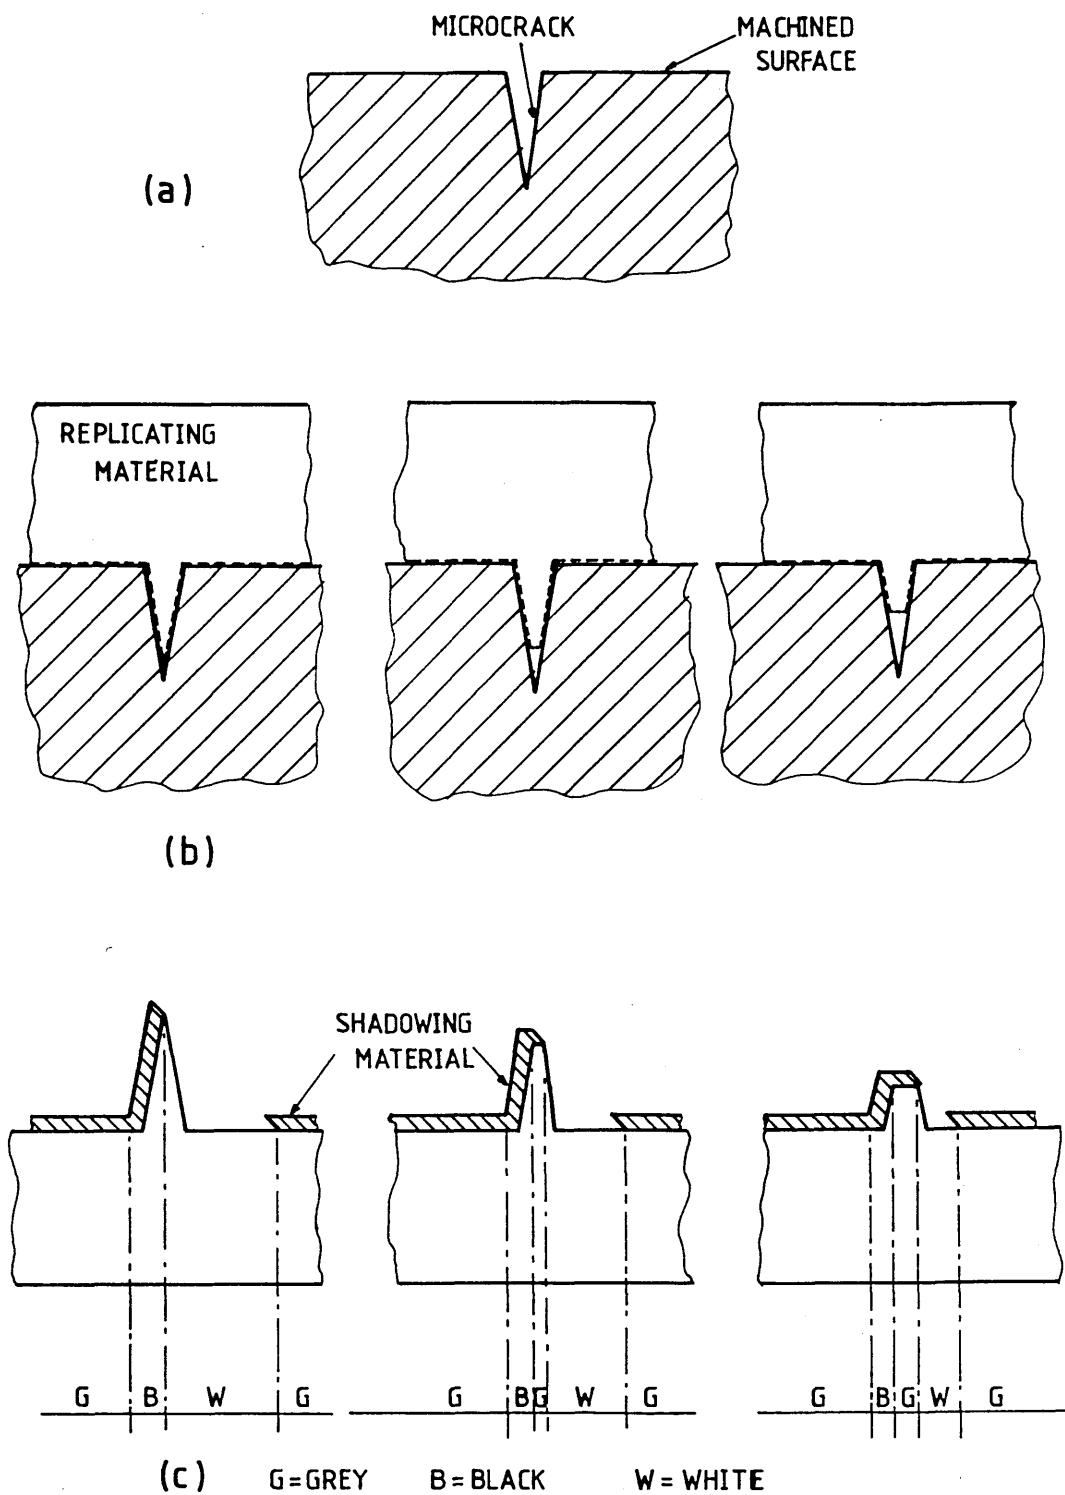 MICROCRACK
MACHINED
SURFACE
(a)
REPLICATING
MATERIAL
(b)
SHADOWING
MATERIAL
G B W G
G B G W G
G B G W G
(c) G=GREY B=BLACK W=WHITE